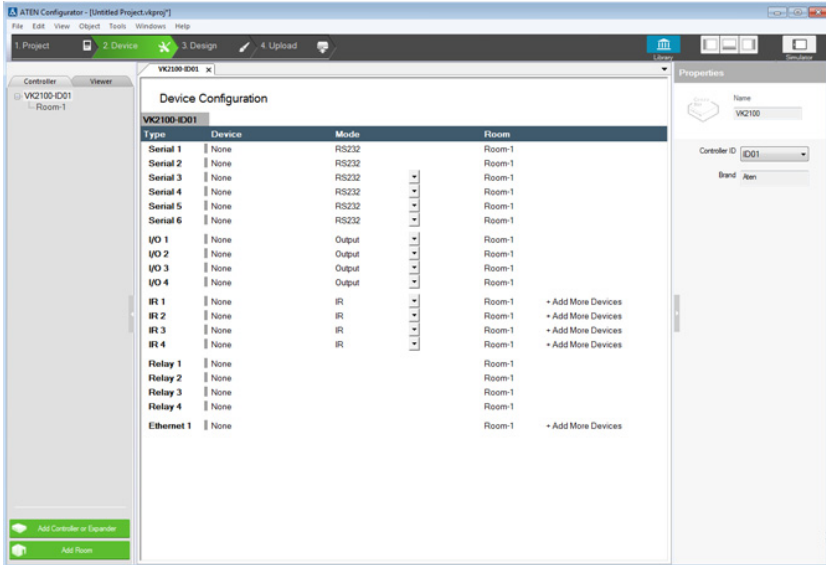 ATEN Configurator - [Untitled Project.vkproj*]
File Edit View Object Tools Windows Help
1. Project 2. Device 3. Design 4. Upload Library Simulator
Controller Viewer
VK2100-ID01
Room-1
VK2100-ID01 x
Device Configuration
VK2100-ID01
Type Device Mode Room
Serial 1 None RS232 Room-1
Serial 2 None RS232 Room-1
Serial 3 None RS232 Room-1
Serial 4 None RS232 Room-1
Serial 5 None RS232 Room-1
Serial 6 None RS232 Room-1
I/O 1 None Output Room-1
I/O 2 None Output Room-1
I/O 3 None Output Room-1
I/O 4 None Output Room-1
IR 1 None IR Room-1 + Add More Devices
IR 2 None IR Room-1 + Add More Devices
IR 3 None IR Room-1 + Add More Devices
IR 4 None IR Room-1 + Add More Devices
Relay 1 None Room-1
Relay 2 None Room-1
Relay 3 None Room-1
Relay 4 None Room-1
Ethernet 1 None Room-1 + Add More Devices
Properties
Name
VK2100
Controller ID ID01
Brand Aten
Add Controller or Expander
Add Room